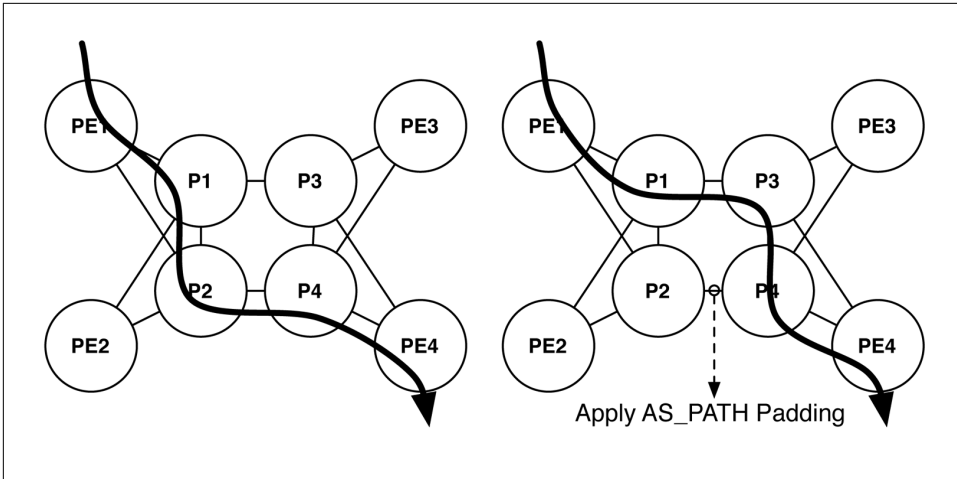 PE1
PE3
P1
P3
P2
P4
PE2
PE4
PE1
PE3
P1
P3
P2
P4
PE2
PE4
Apply AS_PATH Padding